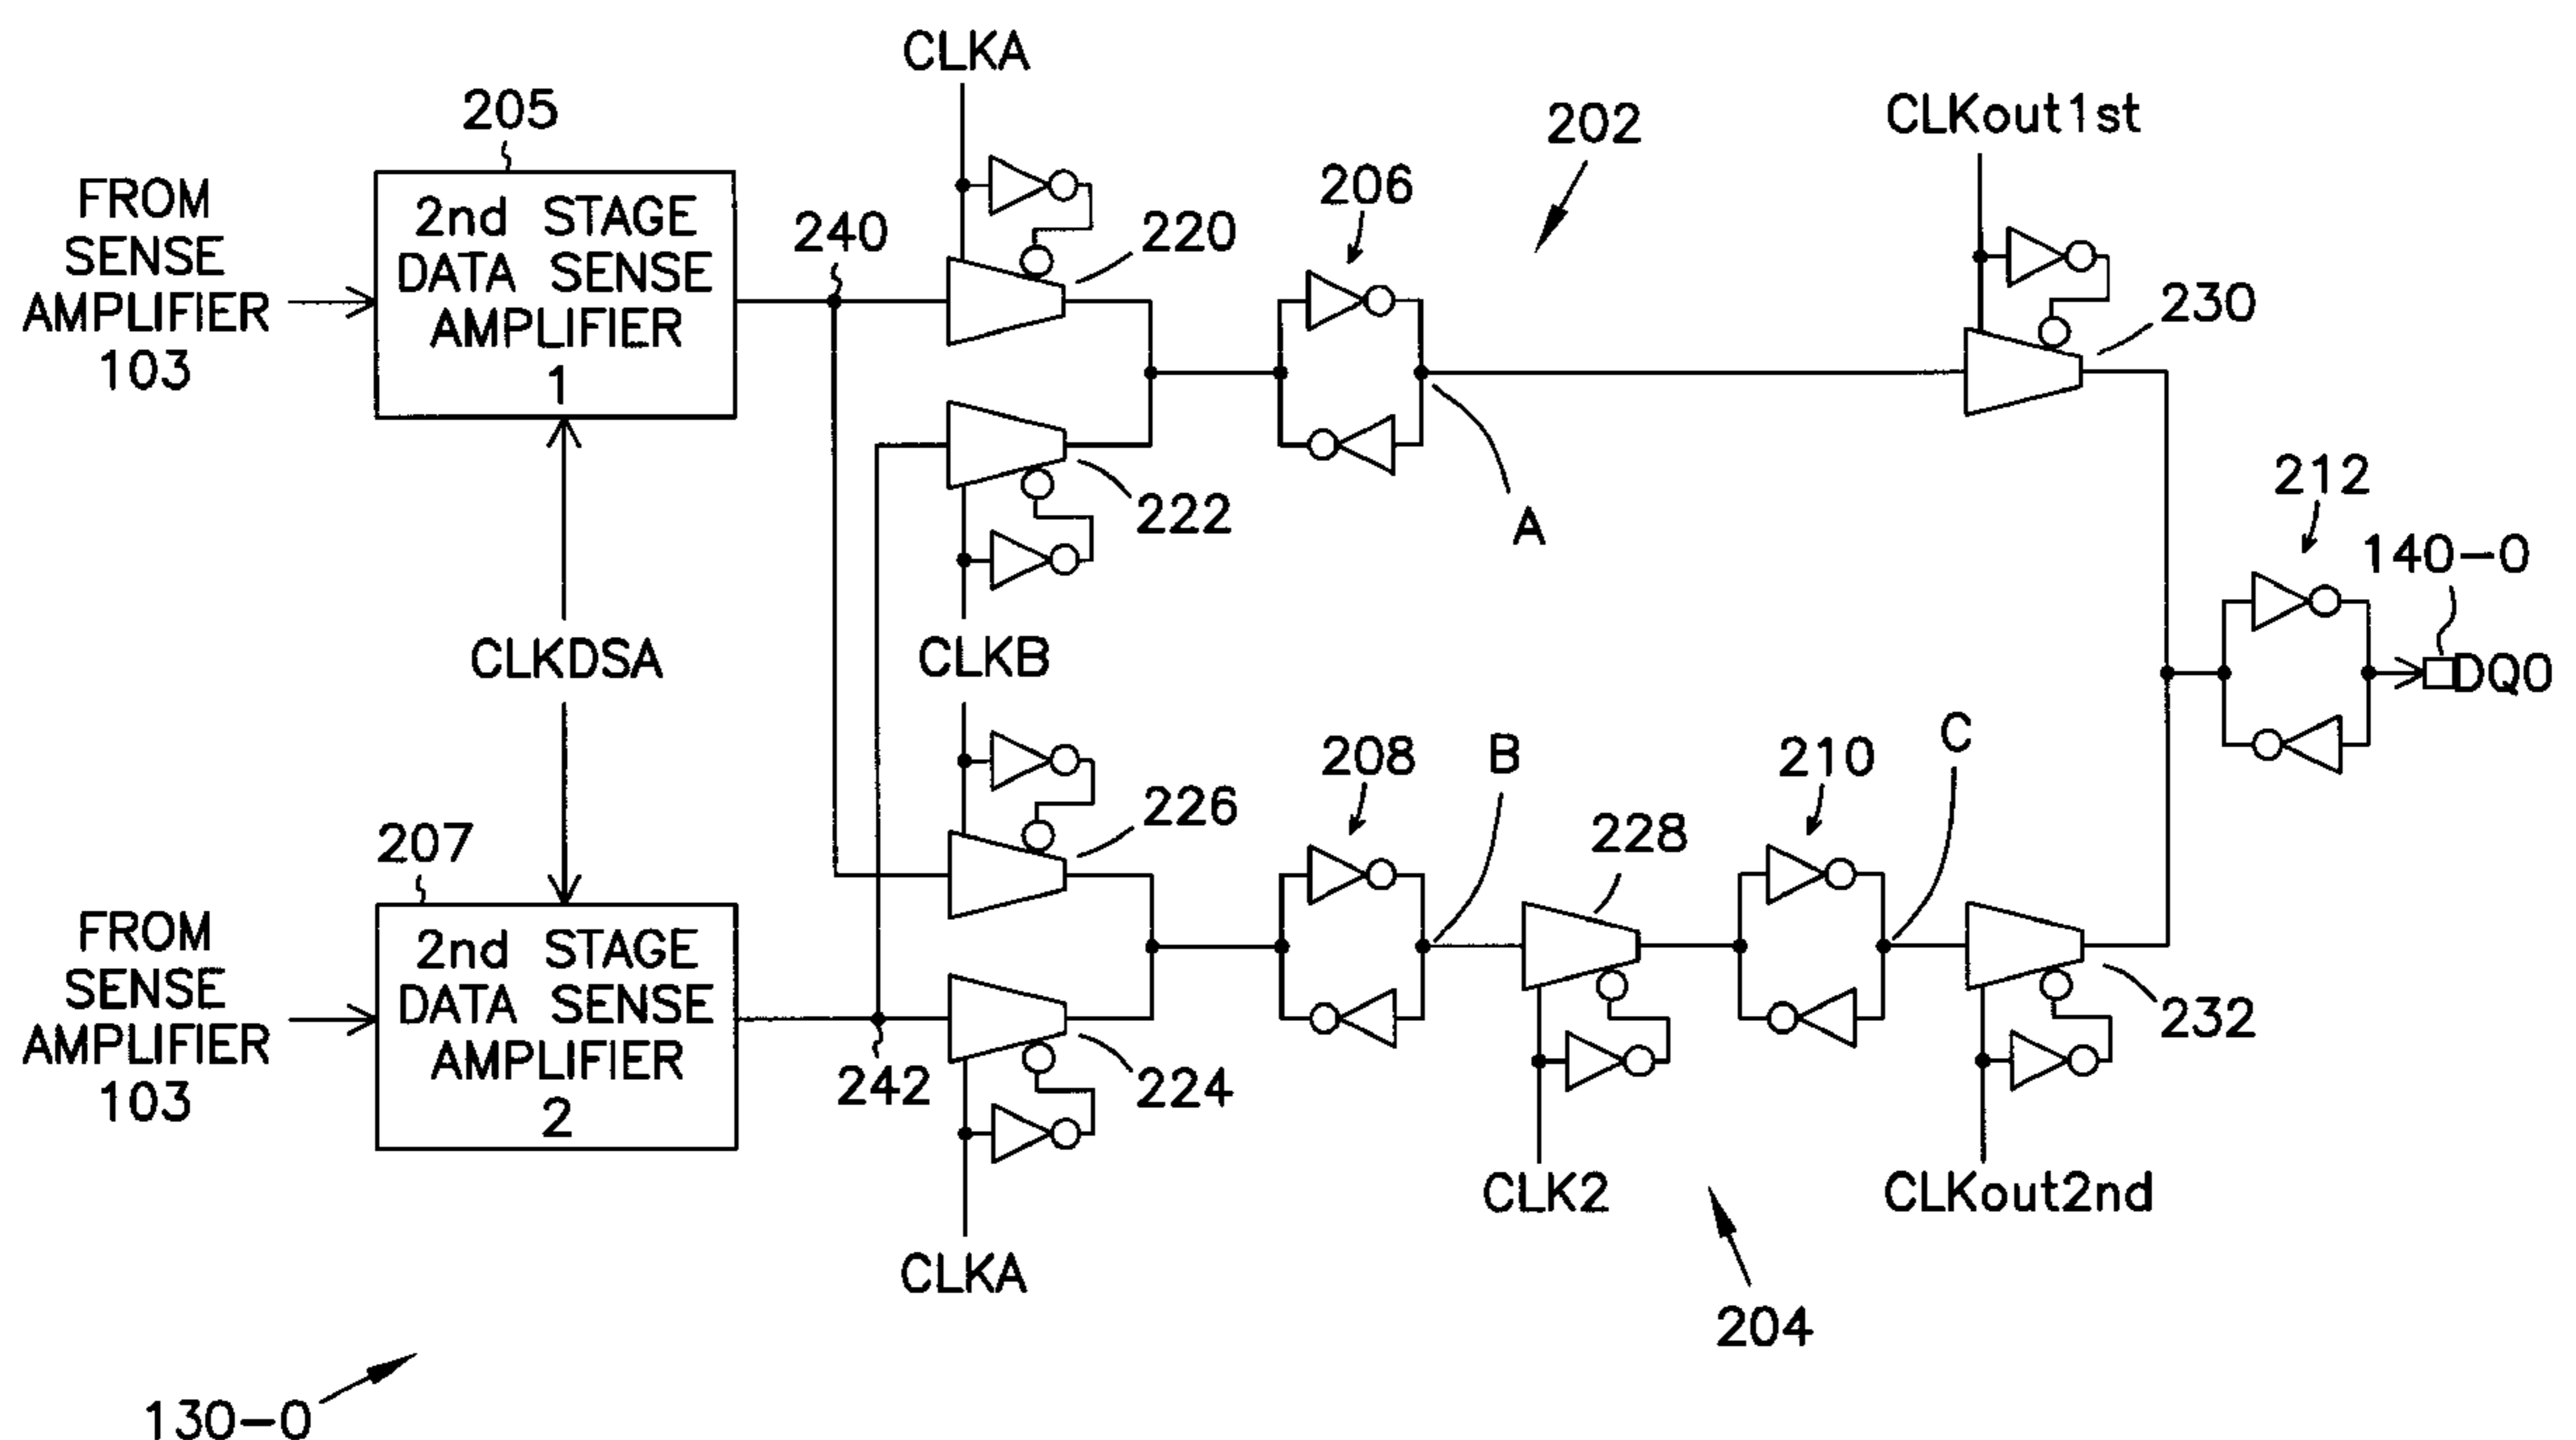 CLKA
205
CLKout1st
202
FROM
SENSE
AMPLIFIER
103
2nd STAGE
DATA SENSE
AMPLIFIER
1
240
220
206
230
222
A
212
140-0
CLKDSA
CLKB
DQ0
207
226
208
B
228
210
C
FROM
SENSE
AMPLIFIER
103
2nd STAGE
DATA SENSE
AMPLIFIER
2
242
224
232
CLKA
CLK2
CLKout2nd
204
130-0